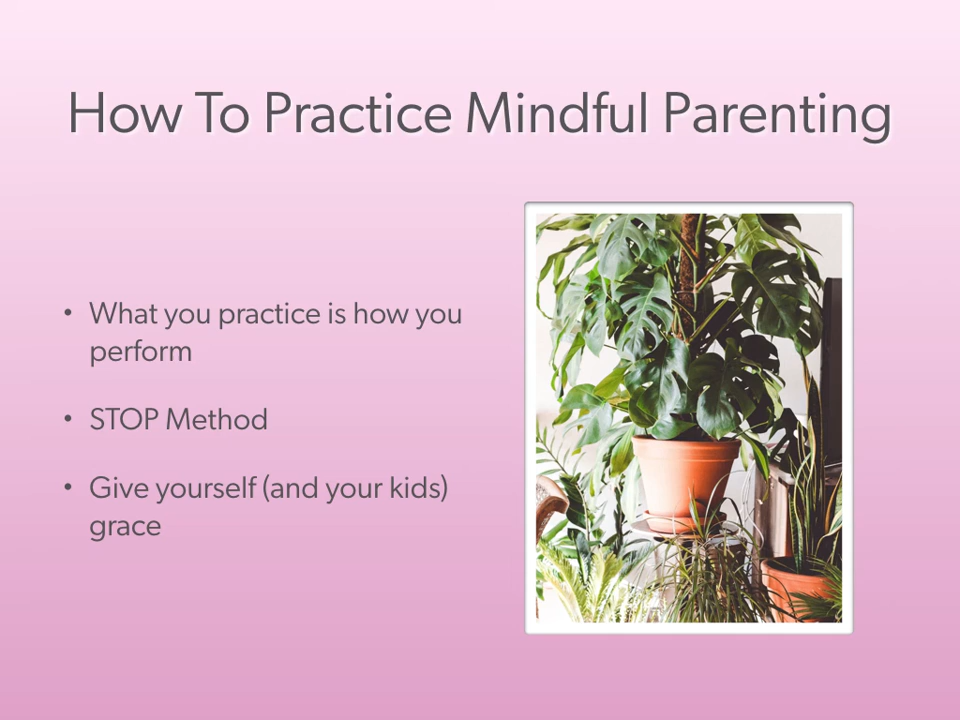 How To Practice Mindful Parenting
• What you practice is how you
perform
• STOP Method
• Give yourself (and your kids)
grace